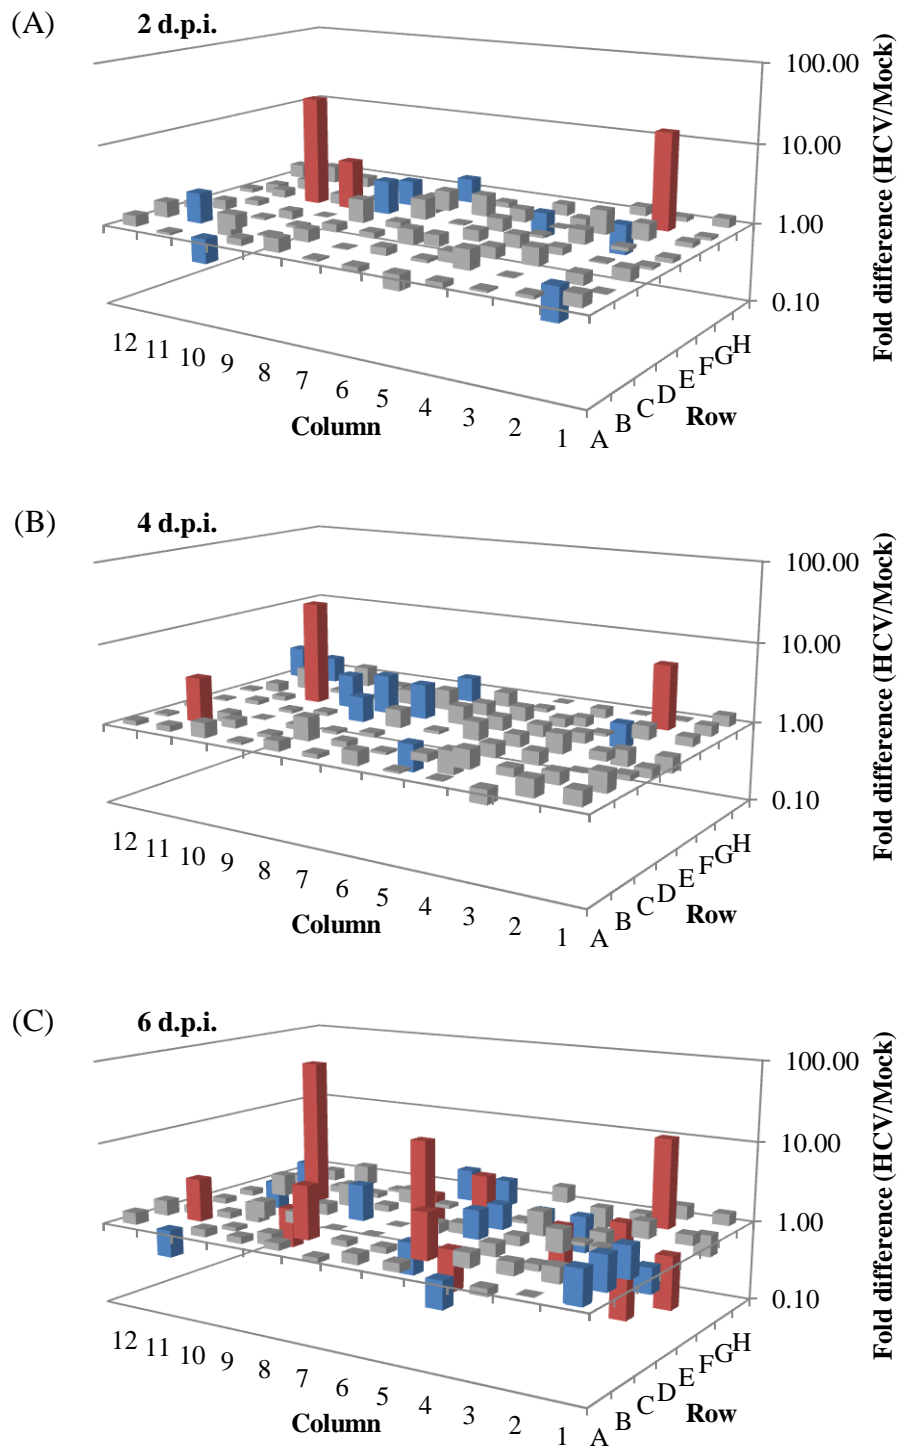 (A) 2 d.p.i.
100.00
10.00
1.00
0.10
Fold difference (HCV/Mock)
12 11 10 9 8 7 6 5 4 3 2 1
Column
A B C D E F G H
Row
(B) 4 d.p.i.
100.00
10.00
1.00
0.10
Fold difference (HCV/Mock)
12 11 10 9 8 7 6 5 4 3 2 1
Column
A B C D E F G H
Row
(C) 6 d.p.i.
100.00
10.00
1.00
0.10
Fold difference (HCV/Mock)
12 11 10 9 8 7 6 5 4 3 2 1
Column
A B C D E F G H
Row